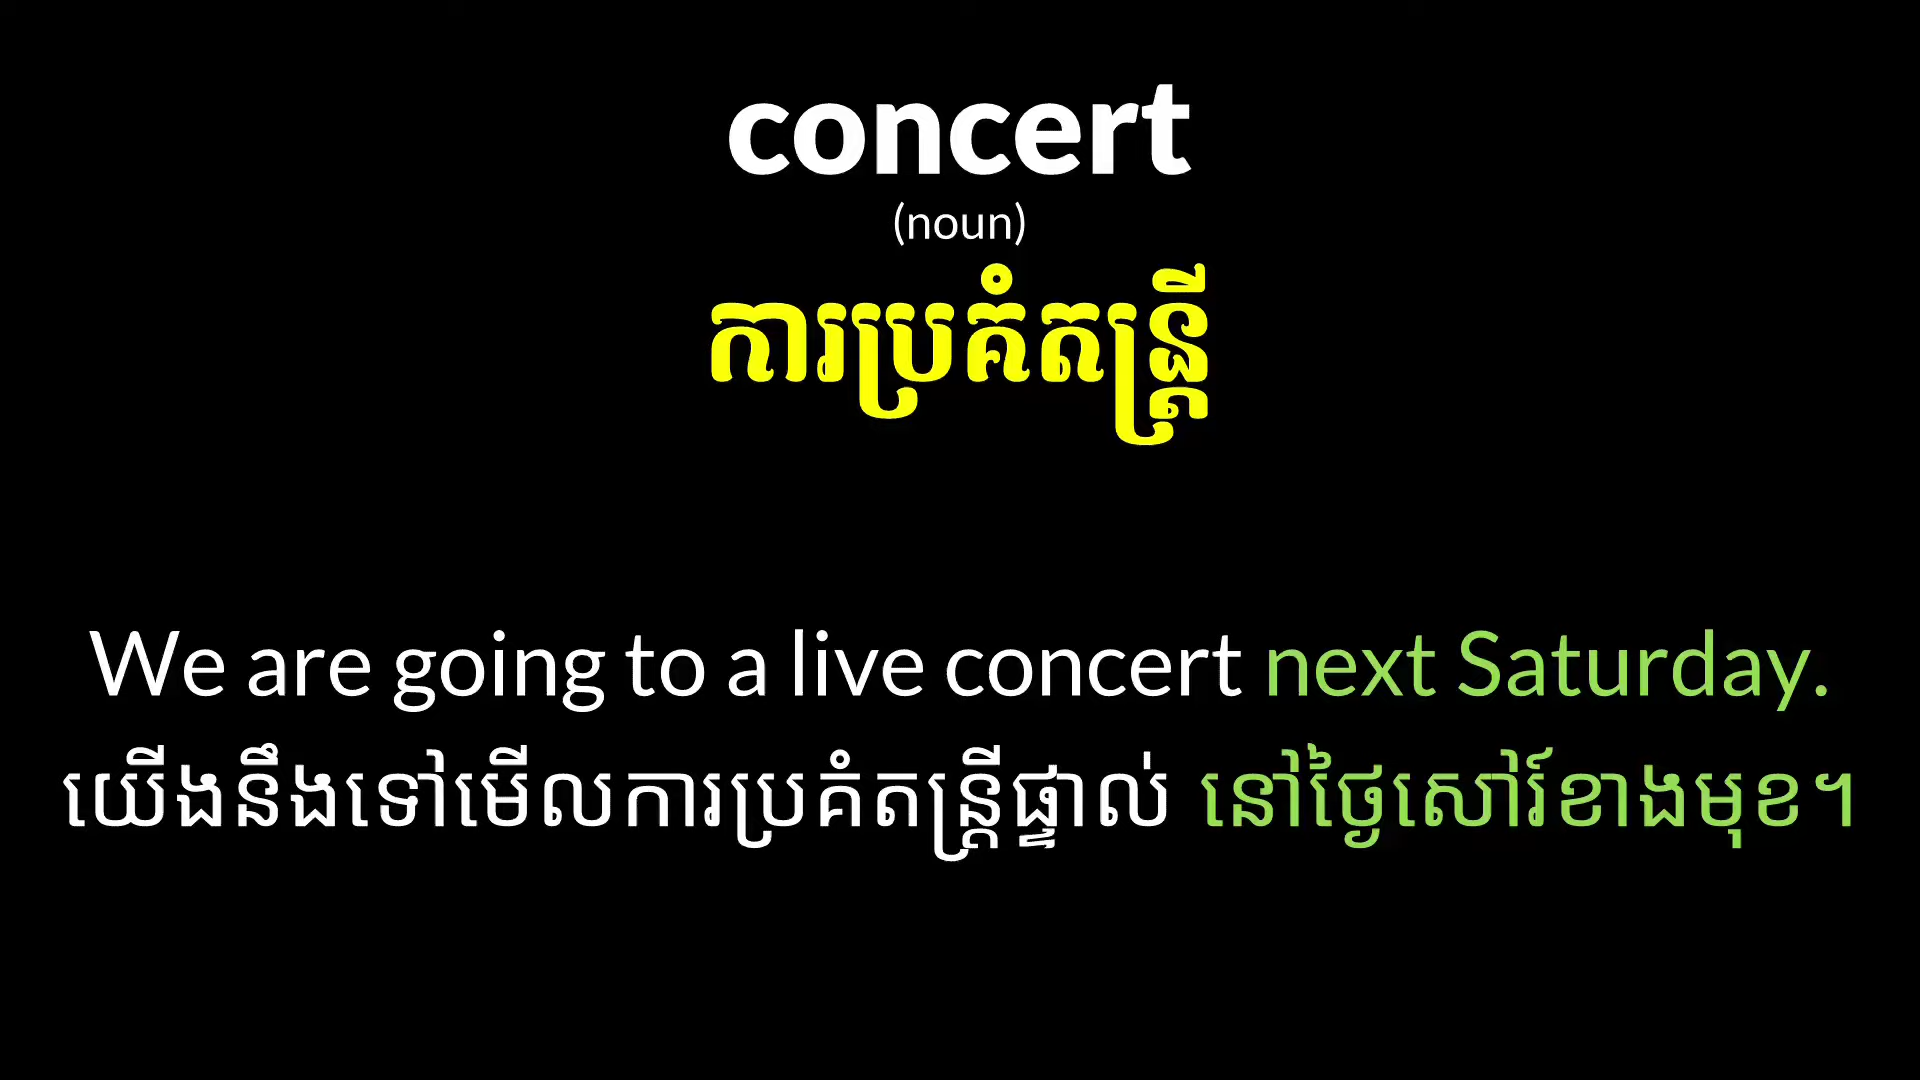 concert
(noun)
ការប្រគំតន្ត្រី
We are going to a live concert next Saturday.
យើងនឹងទៅមើលការប្រគំតន្ត្រីផ្ទាល់ នៅថ្ងៃសៅរ៍ខាងមុខ។